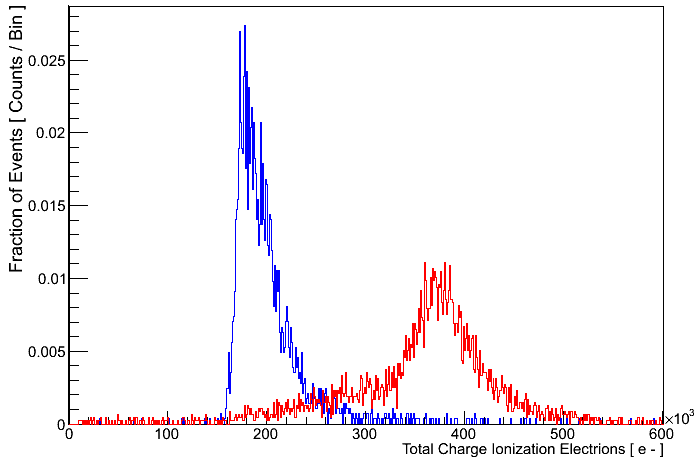 Fraction of Events [ Counts / Bin ]
0.025
0.02
0.015
0.01
0.005
0
0 100 200 300 400 500 600 ×10³
Total Charge Ionization Electrons [ e - ]